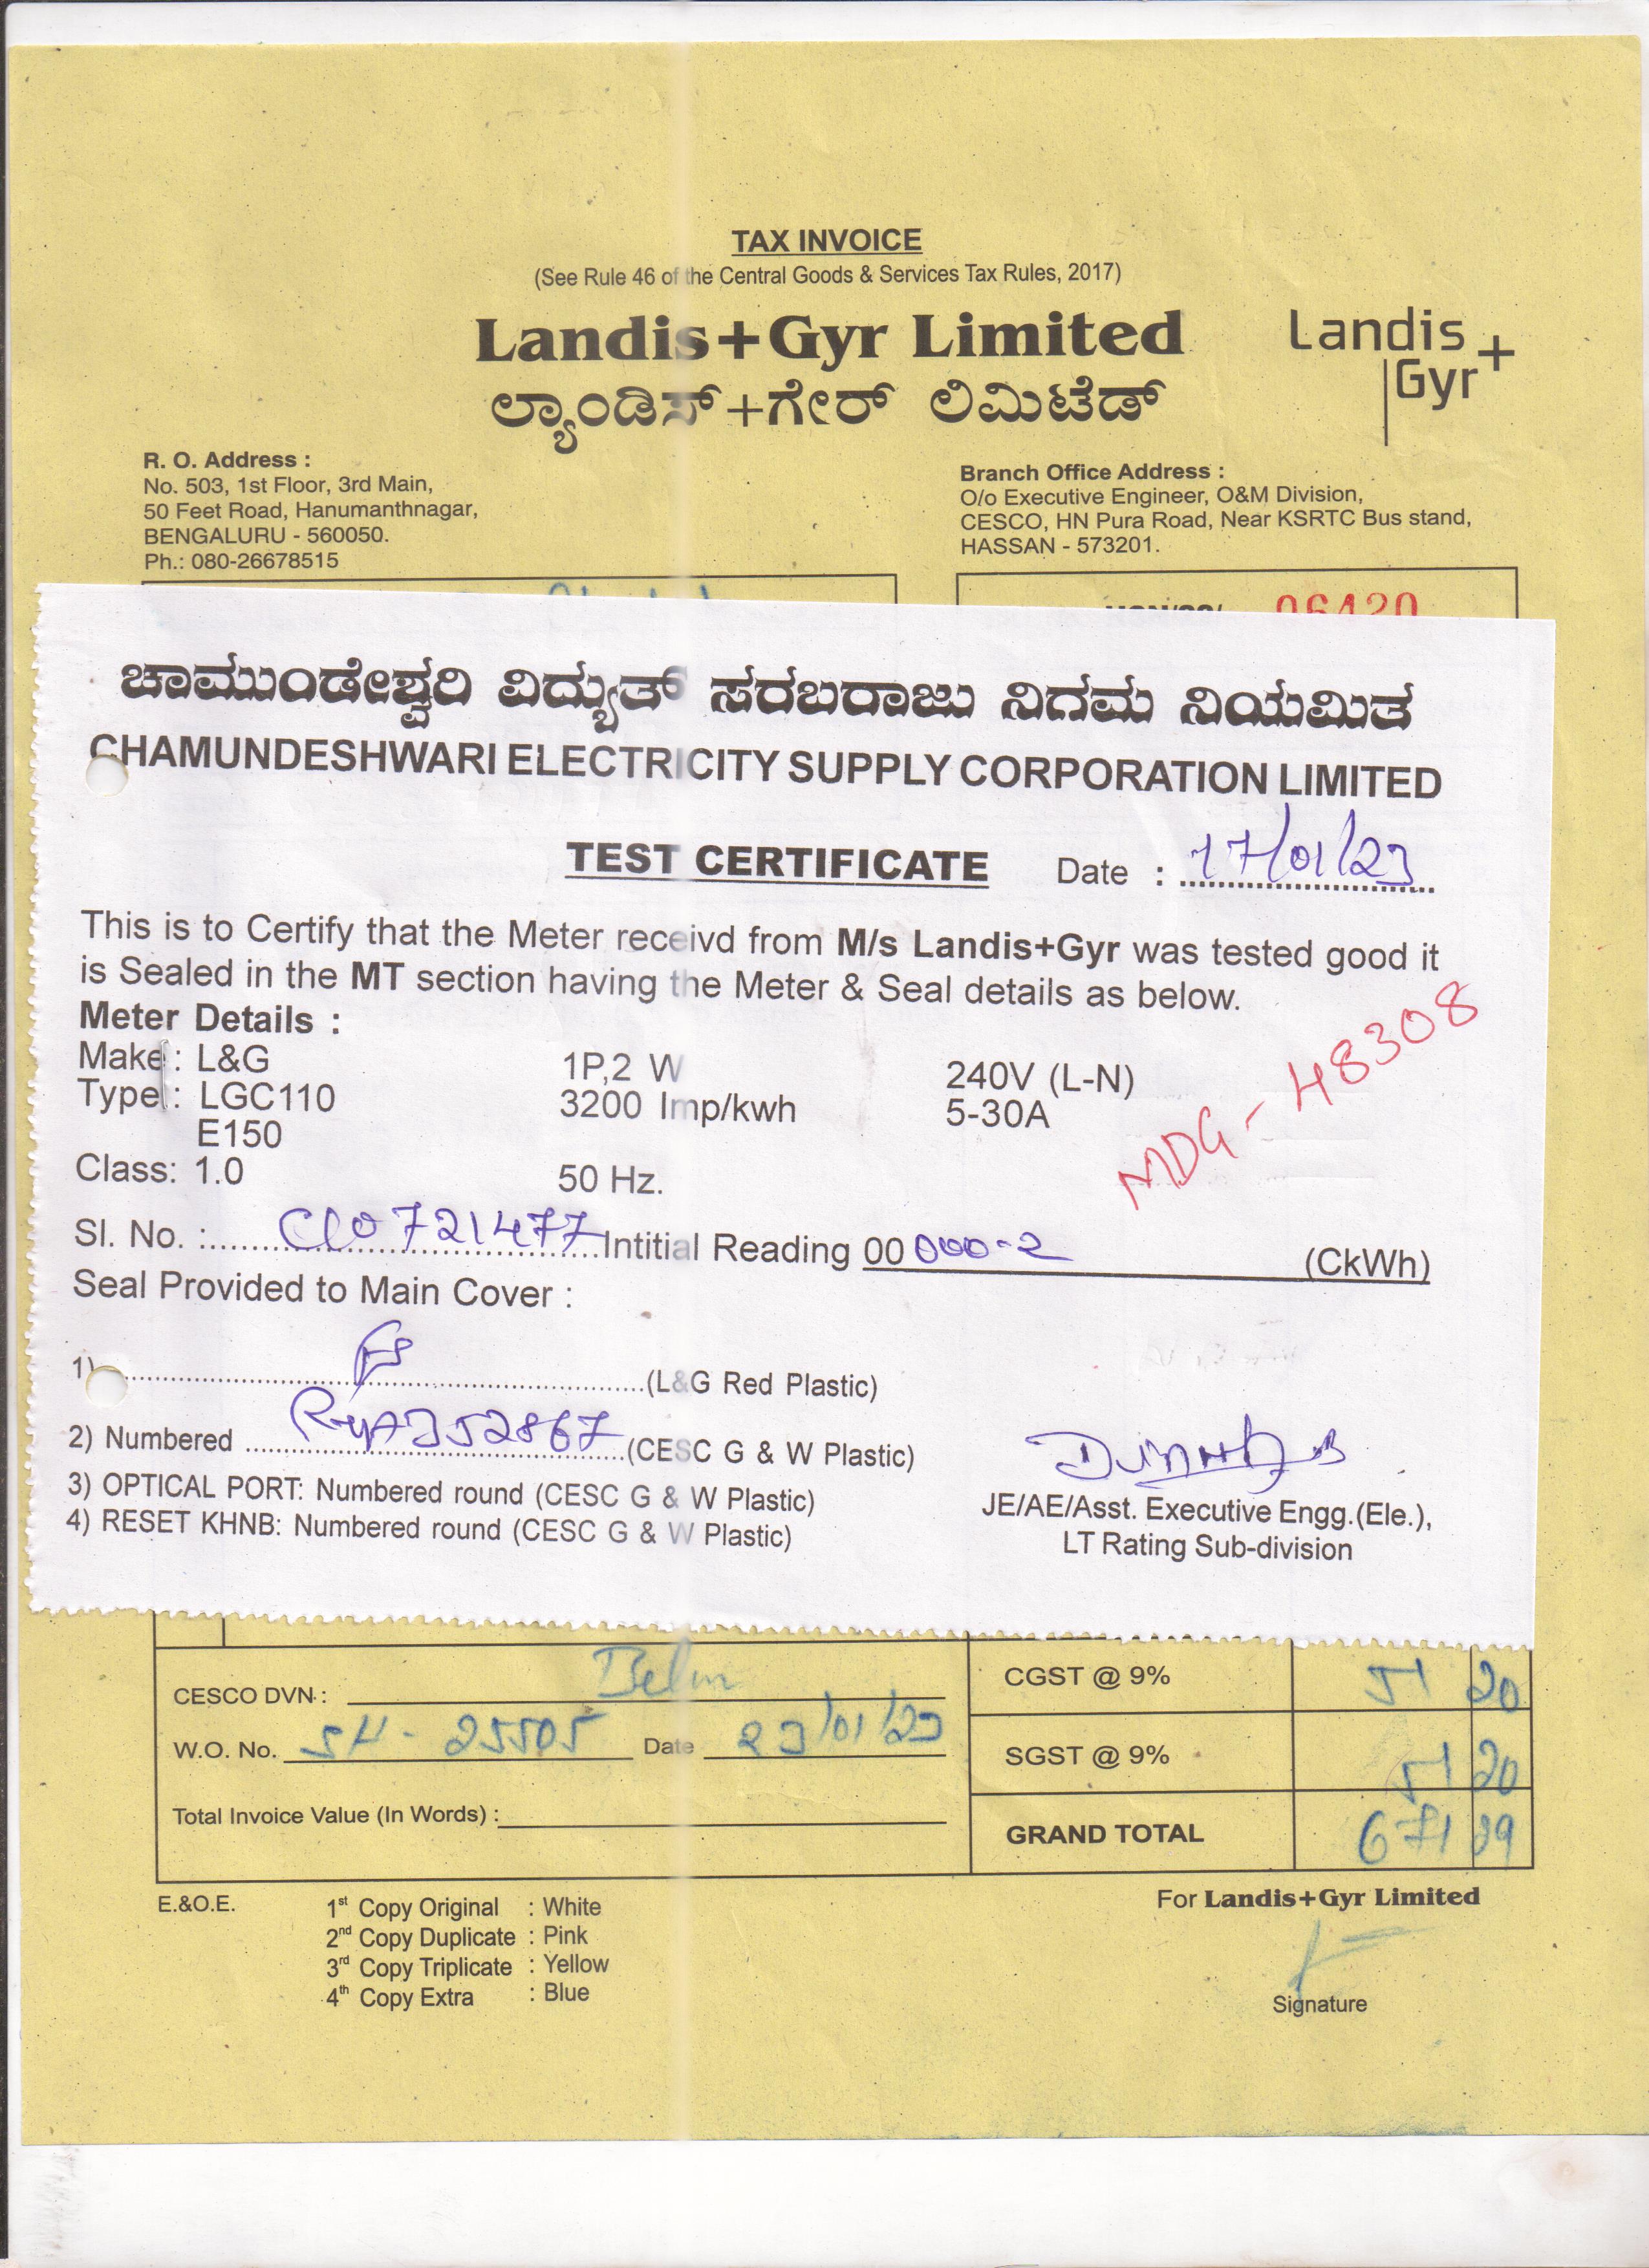 TAX INVOICE
(See Rule 46 of the Central Goods & Services Tax Rules, 2017)
Landis+Gyr Limited
Landis+
Gyr
ಲ್ಯಾಂಡಿಸ್+ಗೇರ್ ಲಿಮಿಟೆಡ್
R. O. Address :
No. 503, 1st Floor, 3rd Main,
50 Feet Road, Hanumanthnagar,
BENGALURU - 560050.
Ph.: 080-26678515
Branch Office Address :
O/o Executive Engineer, O&M Division,
CESCO, HN Pura Road, Near KSRTC Bus stand,
HASSAN - 573201.
06420
ಚಾಮುಂಡೇಶ್ವರಿ ವಿದ್ಯುತ್ ಸರಬರಾಜು ನಿಗಮ ನಿಯಮಿತ
CHAMUNDESHWARI ELECTRICITY SUPPLY CORPORATION LIMITED
TEST CERTIFICATE Date : 17/01/23
This is to Certify that the Meter receivd from M/s Landis+Gyr was tested good it
is Sealed in the MT section having the Meter & Seal details as below.
Meter Details :
Make : L&G 1P,2 W 240V (L-N)
Type : LGC110 3200 Imp/kwh 5-30A
E150
Class: 1.0 50 Hz.
MDG - 48308
Sl. No. : Cl0721477 Intitial Reading 00 000-2 (CkWh)
Seal Provided to Main Cover :
1) (L&G Red Plastic)
2) Numbered (CESC G & W Plastic)
3) OPTICAL PORT: Numbered round (CESC G & W Plastic)
4) RESET KHNB: Numbered round (CESC G & W Plastic)
JE/AE/Asst. Executive Engg.(Ele.),
LT Rating Sub-division
CESCO DVN : Belur
W.O. No. SH - 25505 Date 23/01/23
Total Invoice Value (In Words) :
CGST @ 9% 51 20
SGST @ 9% 51 20
GRAND TOTAL 671 39
E.&O.E.
1st Copy Original : White
2nd Copy Duplicate : Pink
3rd Copy Triplicate : Yellow
4th Copy Extra : Blue
For Landis+Gyr Limited
Signature